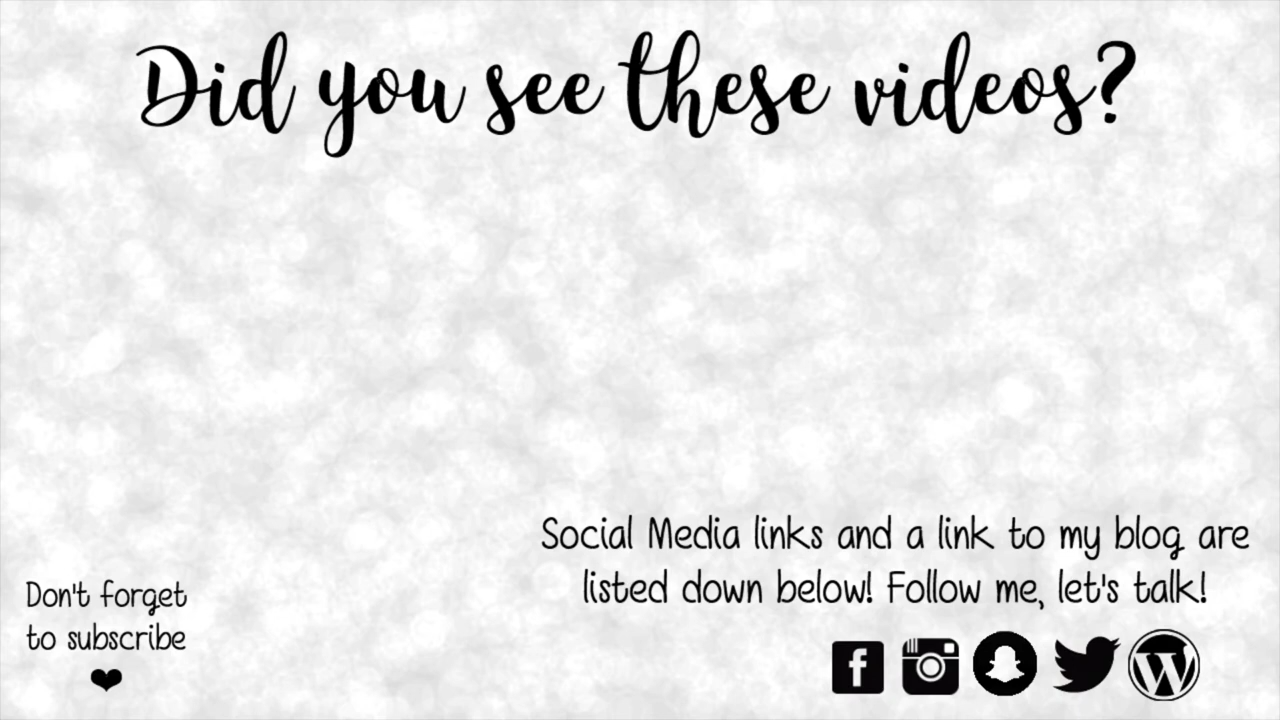 Did you see these videos?
Social Media links and a link to my blog are
listed down below! Follow me, let's talk!
Don't forget
to subscribe